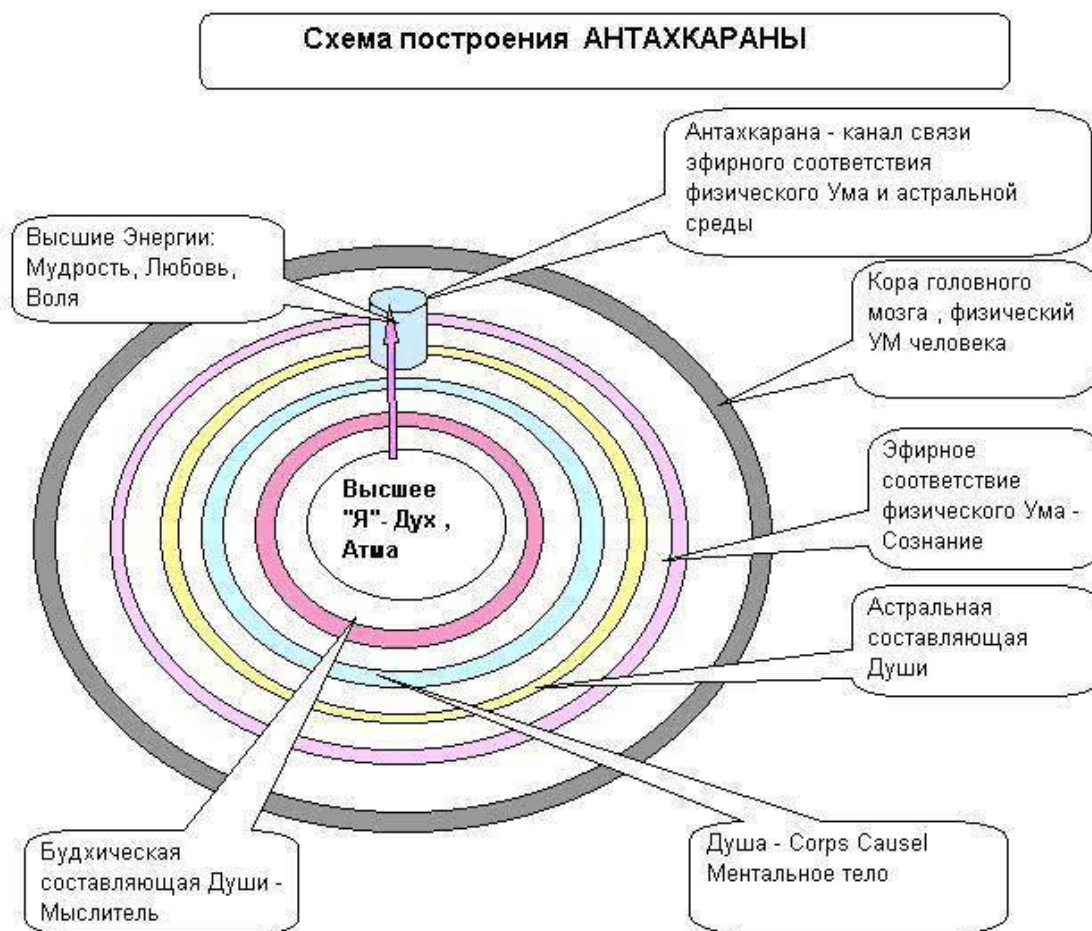 Схема построения АНТАХКАРАНЫ
Антахкарана - канал связи
эфирного соответствия
физического Ума и астральной
среды
Высшие Энергии:
Мудрость, Любовь,
Воля
Кора головного
мозга , физический
УМ человека
Эфирное
соответствие
физического Ума -
Сознание
Высшее
"Я"- Дух ,
Атма
Астральная
составляющая
Души
Будхическая
составляющая Души -
Мыслитель
Душа - Corps Causel
Ментальное тело